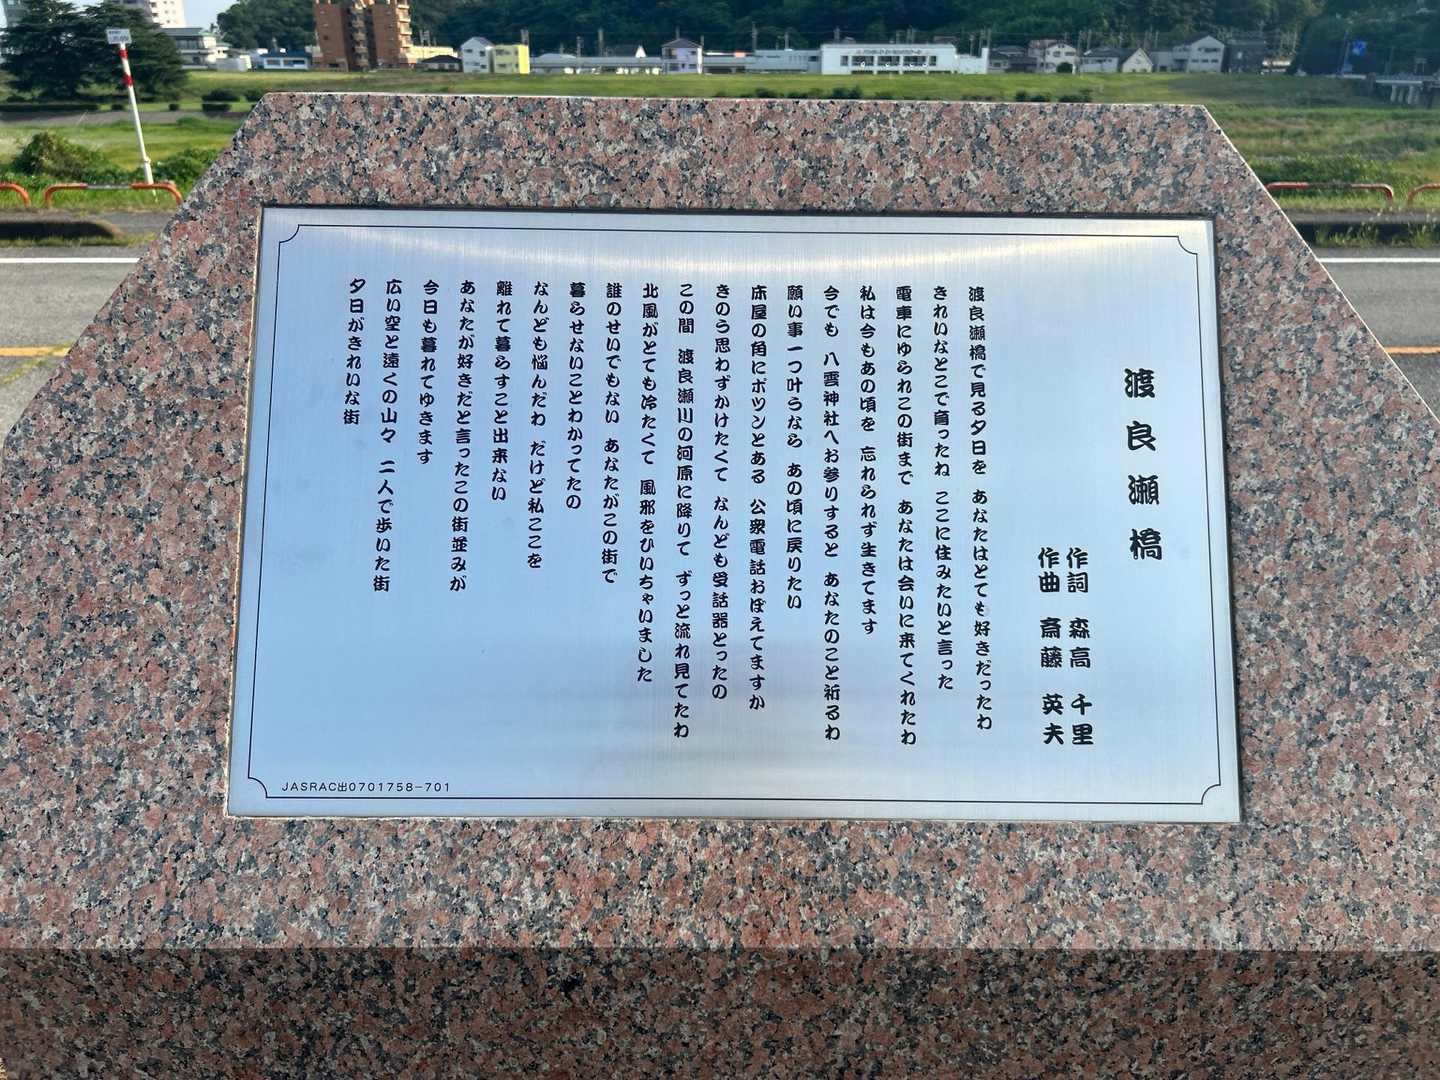 渡良瀬橋
作詞 森高 千里
作曲 斎藤 英夫
渡良瀬橋で見る夕日を あなたはとても好きだったわ
きれいなとこで育ったね ここに住みたいと言った
電車にゆられこの街まで あなたは会いに来てくれたわ
私は今もあの頃を 忘れられず生きてます
今でも 八雲神社へお参りすると あなたのこと祈るわ
願い事一つ叶うなら あの頃に戻りたい
床屋の角にポツンとある 公衆電話おぼえてますか
きのう思わずかけたくて なんども受話器とったの
この間 渡良瀬川の河原に降りて ずっと流れ見てたわ
北風がとても冷たくて 風邪をひいちゃいました
誰のせいでもない あなたがこの街で
暮らせないことわかってたの
なんども悩んだわ だけど私ここを
離れて暮らすこと出来ない
あなたが好きだと言ったこの街並みが
今日も暮れてゆきます
広い空と遠くの山々 二人で歩いた街
夕日がきれいな街
JASRAC出0701758-701